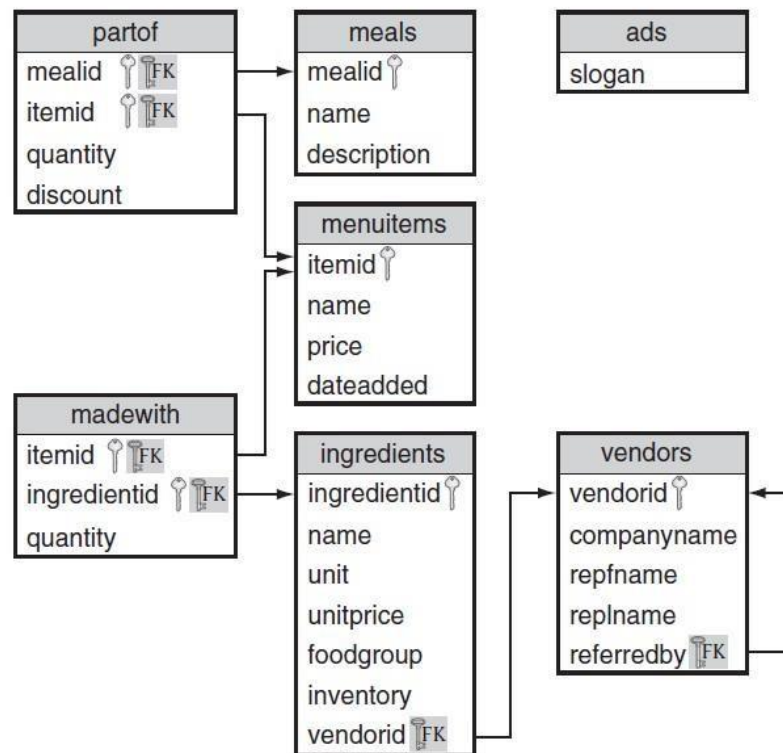 partof
mealid FK
itemid FK
quantity
discount
meals
mealid
name
description
ads
slogan
menuitems
itemid
name
price
dateadded
madewith
itemid FK
ingredientid FK
quantity
ingredients
ingredientid
name
unit
unitprice
foodgroup
inventory
vendorid FK
vendors
vendorid
companyname
repfname
replname
referredby FK